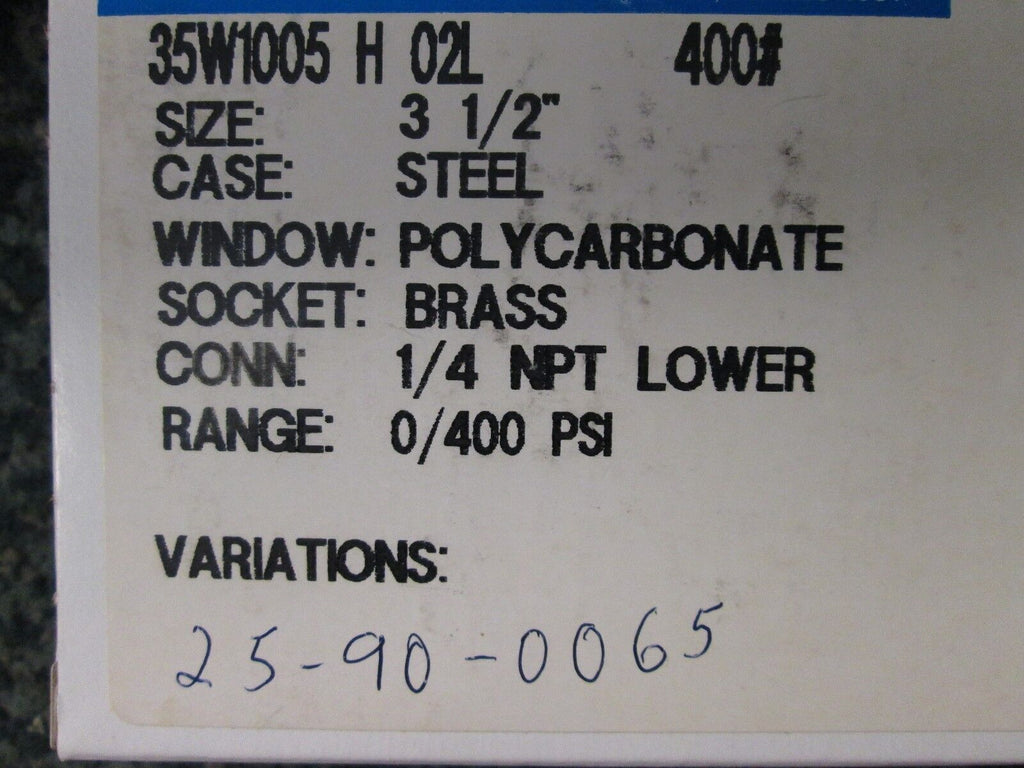 35W1005 H 02L 400#
SIZE: 3 1/2"
CASE: STEEL
WINDOW: POLYCARBONATE
SOCKET: BRASS
CONN: 1/4 NPT LOWER
RANGE: 0/400 PSI
VARIATIONS:
25-90-0065